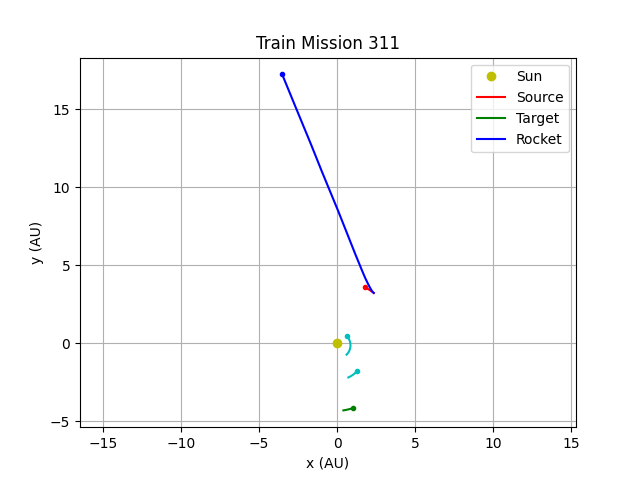 Train Mission 311
Sun
Source
Target
Rocket
15
10
5
0
−5
y (AU)
−15
−10
−5
0
5
10
15
x (AU)